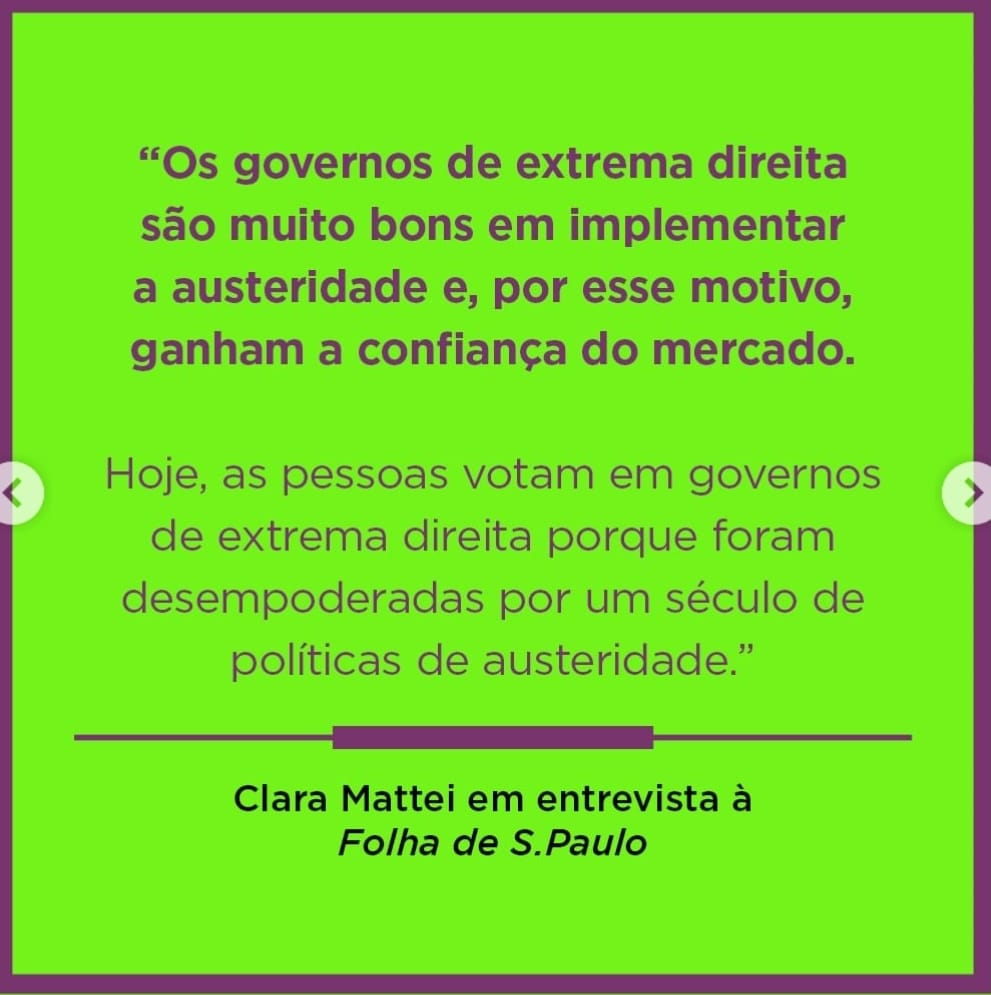 “Os governos de extrema direita
são muito bons em implementar
a austeridade e, por esse motivo,
ganham a confiança do mercado.
Hoje, as pessoas votam em governos
de extrema direita porque foram
desempoderadas por um século de
políticas de austeridade.”
Clara Mattei em entrevista à
Folha de S.Paulo